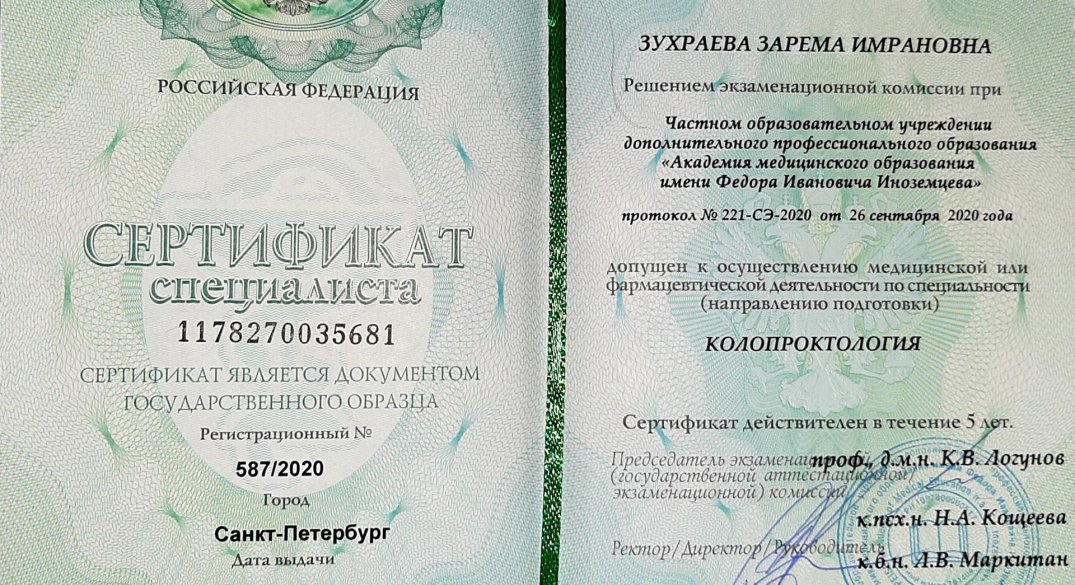 РОССИЙСКАЯ ФЕДЕРАЦИЯ
СЕРТИФИКАТ
специалиста
1178270035681
СЕРТИФИКАТ ЯВЛЯЕТСЯ ДОКУМЕНТОМ
ГОСУДАРСТВЕННОГО ОБРАЗЦА
Регистрационный №
587/2020
Город
Санкт-Петербург
Дата выдачи
ЗУХРАЕВА ЗАРЕМА ИМРАНОВНА
Решением экзаменационной комиссии при
Частном образовательном учреждении
дополнительного профессионального образования
«Академия медицинского образования
имени Федора Ивановича Иноземцева»
протокол № 221-СЭ-2020 от 26 сентября 2020 года
допущен к осуществлению медицинской или
фармацевтической деятельности по специальности
(направлению подготовки)
КОЛОПРОКТОЛОГИЯ
Сертификат действителен в течение 5 лет.
Председатель экзаменационной проф., д.м.н. К.В. Логунов
(государственной аттестационной,
экзаменационной) комиссии
к.псх.н. Н.А. Кощеева
Ректор/Директор/Руководитель
к.б.н. Л.В. Маркитан